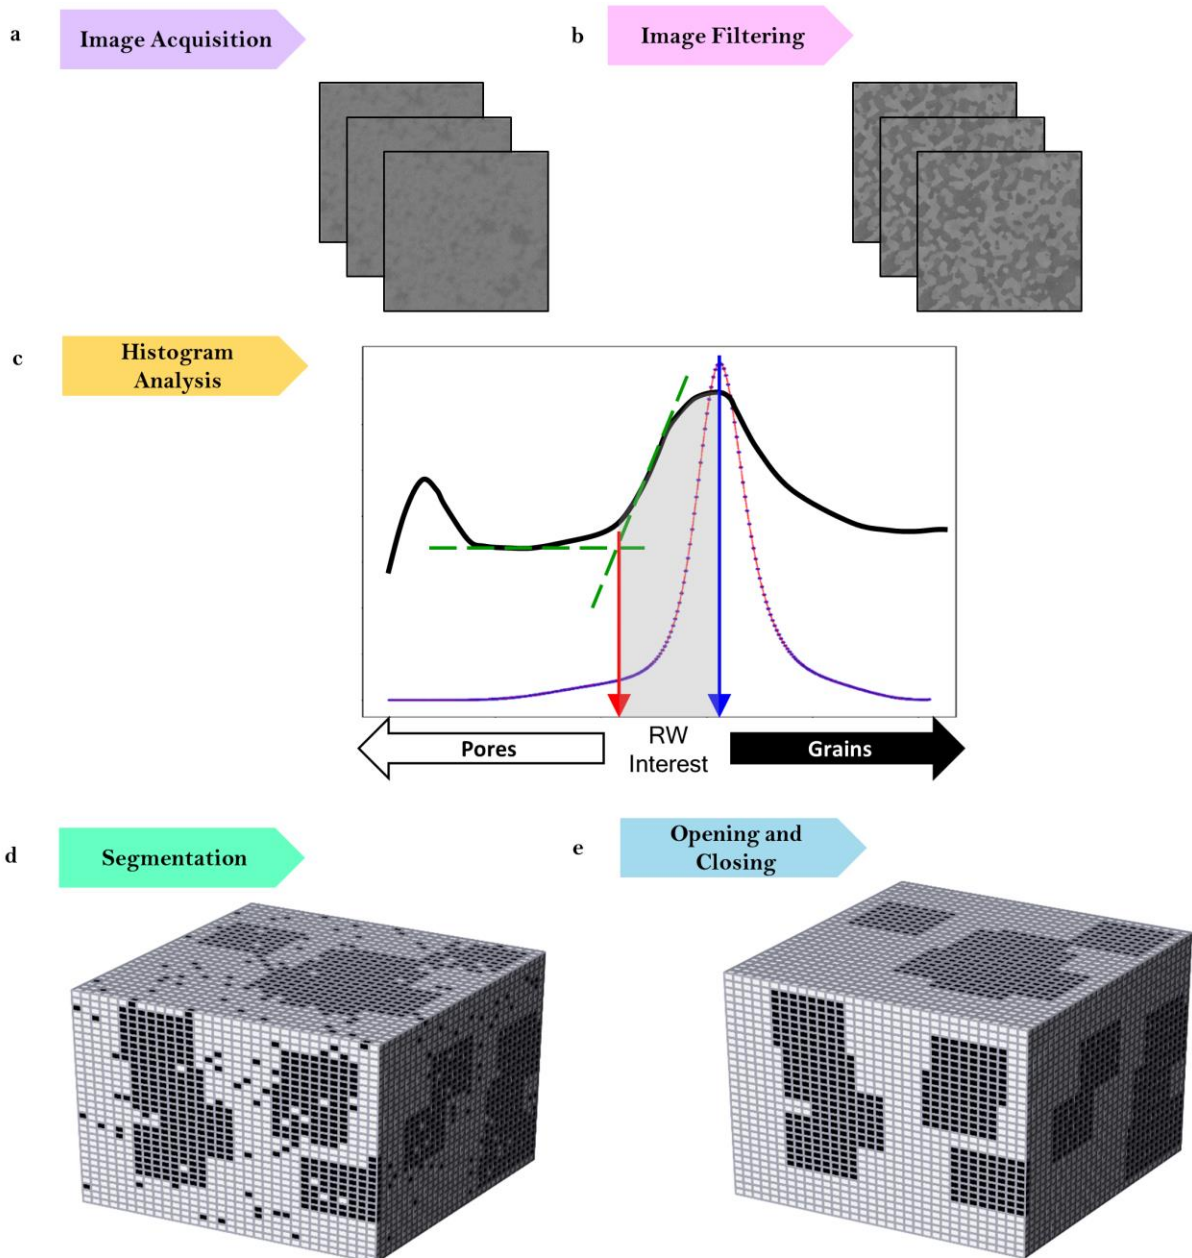 a
Image Acquisition
b
Image Filtering
c
Histogram
Analysis
Pores
RW
Interest
Grains
d
Segmentation
e
Opening and
Closing